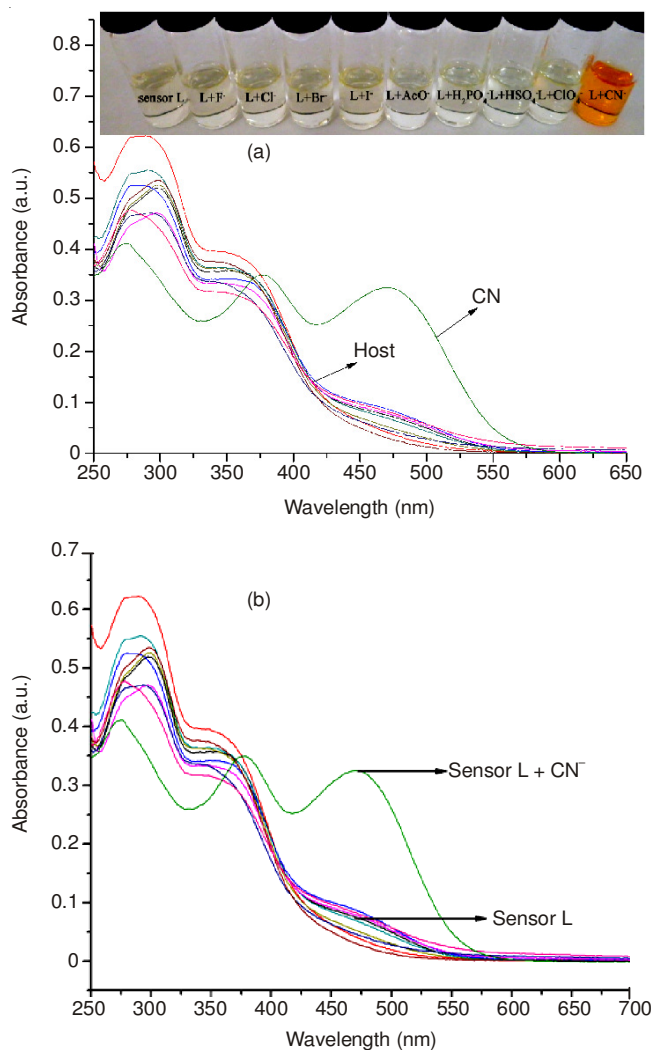 0.8
sensor L L+F⁻ L+Cl⁻ L+Br⁻ L+I⁻ L+AcO⁻ L+H₂PO₄⁻ L+HSO₄⁻ L+ClO₄⁻ L+CN⁻
0.7
(a)
0.6
0.5
0.4
CN
0.3
Host
0.2
0.1
0
250 300 350 400 450 500 550 600 650
Absorbance (a.u.)
Wavelength (nm)
0.7
(b)
0.6
0.5
0.4
Sensor L + CN⁻
0.3
0.2
Sensor L
0.1
0
250 300 350 400 450 500 550 600 650 700
Absorbance (a.u.)
Wavelength (nm)